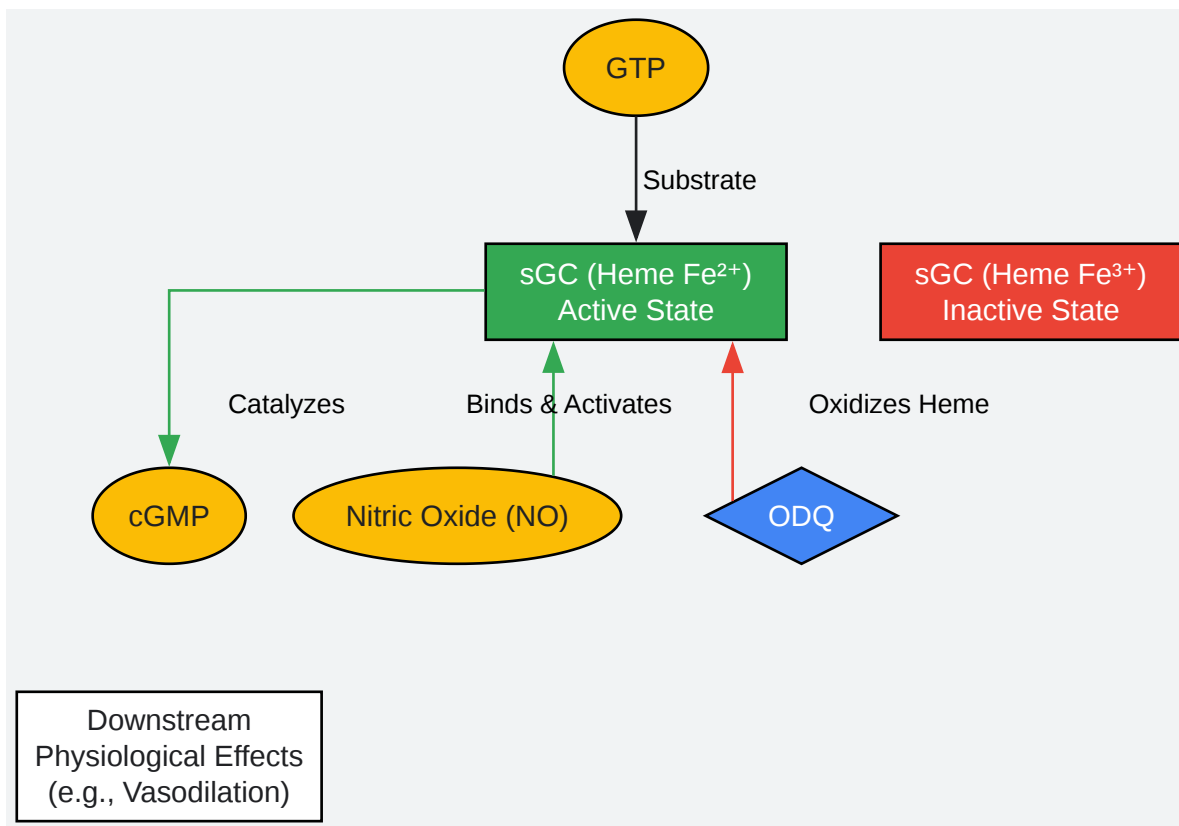 GTP
Substrate
sGC (Heme Fe²⁺)
Active State
sGC (Heme Fe³⁺)
Inactive State
Catalyzes
Binds & Activates
Oxidizes Heme
cGMP
Nitric Oxide (NO)
ODQ
Downstream
Physiological Effects
(e.g., Vasodilation)